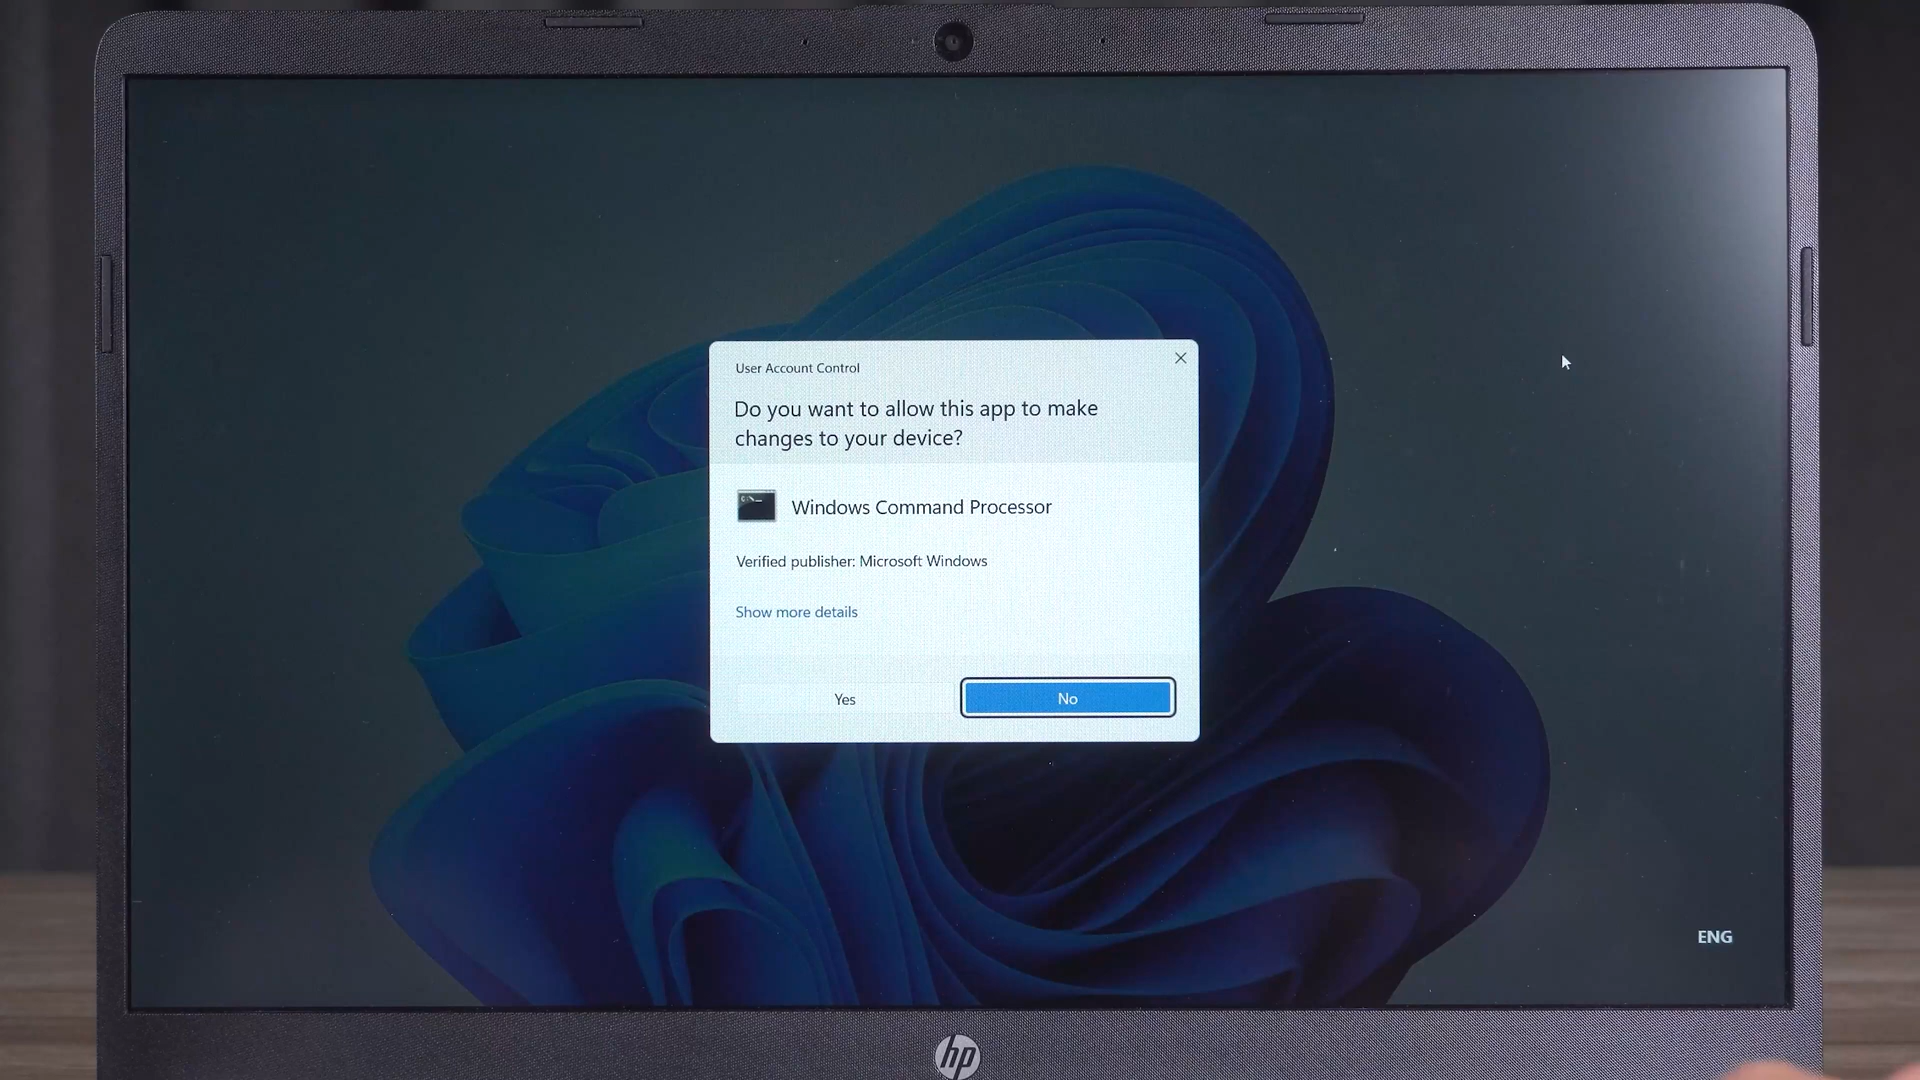 User Account Control
Do you want to allow this app to make
changes to your device?
Windows Command Processor
Verified publisher: Microsoft Windows
Show more details
Yes
No
ENG
hp